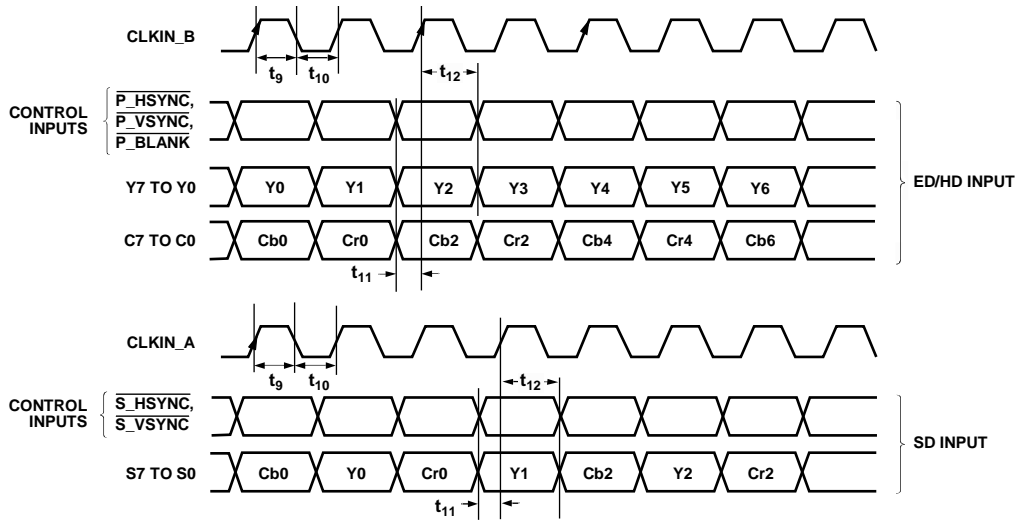 CLKIN_B
t9 t10 t12
CONTROL
INPUTS
P_HSYNC,
P_VSYNC,
P_BLANK
Y7 TO Y0 Y0 Y1 Y2 Y3 Y4 Y5 Y6
ED/HD INPUT
C7 TO C0 Cb0 Cr0 Cb2 Cr2 Cb4 Cr4 Cb6
t11
CLKIN_A
t9 t10 t12
CONTROL
INPUTS
S_HSYNC,
S_VSYNC
SD INPUT
S7 TO S0 Cb0 Y0 Cr0 Y1 Cb2 Y2 Cr2
t11